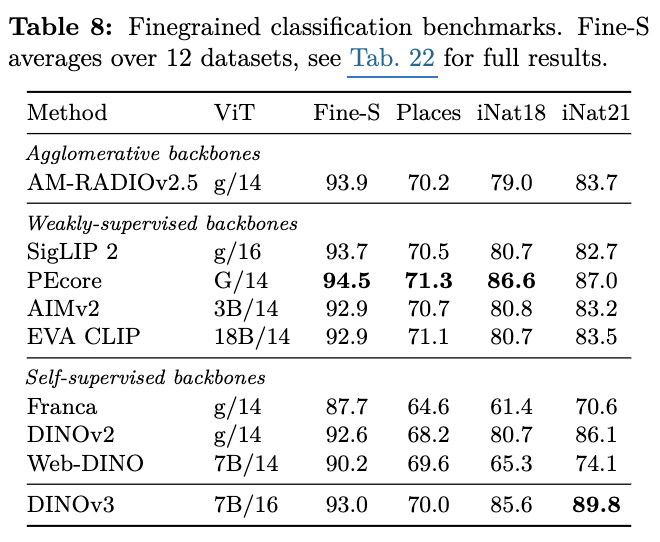 Table 8: Finegrained classification benchmarks. Fine-S
averages over 12 datasets, see Tab. 22 for full results.
Method ViT Fine-S Places iNat18 iNat21
Agglomerative backbones
AM-RADIOv2.5 g/14 93.9 70.2 79.0 83.7
Weakly-supervised backbones
SigLIP 2 g/16 93.7 70.5 80.7 82.7
PEcore G/14 94.5 71.3 86.6 87.0
AIMv2 3B/14 92.9 70.7 80.8 83.2
EVA CLIP 18B/14 92.9 71.1 80.7 83.5
Self-supervised backbones
Franca g/14 87.7 64.6 61.4 70.6
DINOv2 g/14 92.6 68.2 80.7 86.1
Web-DINO 7B/14 90.2 69.6 65.3 74.1
DINOv3 7B/16 93.0 70.0 85.6 89.8